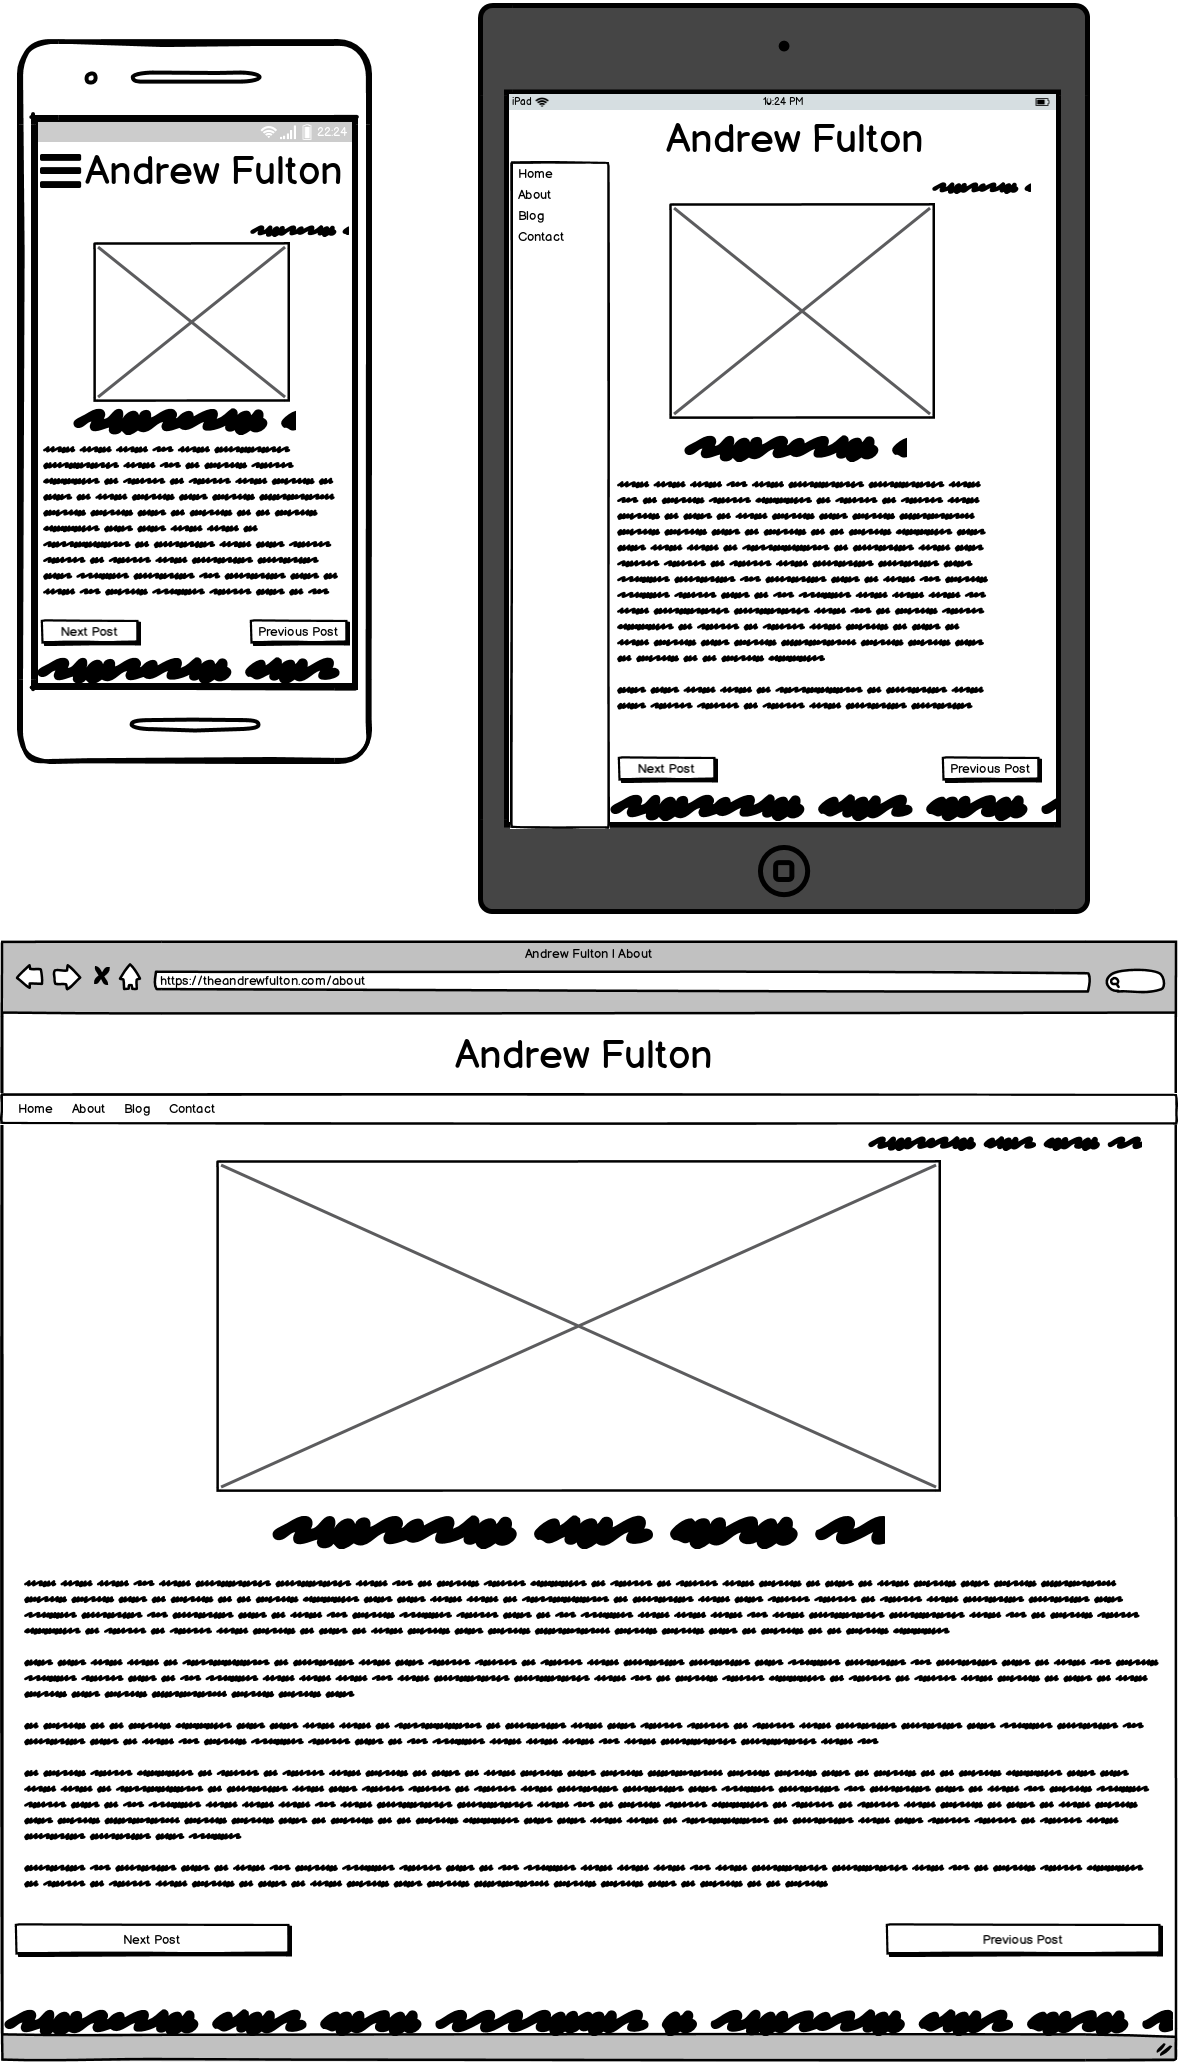 22:24
Andrew Fulton
Next Post
Previous Post
iPad
10:24 PM
Andrew Fulton
Home
About
Blog
Contact
Next Post
Previous Post
Andrew Fulton | About
https://theandrewfulton.com/about
Andrew Fulton
Home About Blog Contact
Next Post
Previous Post